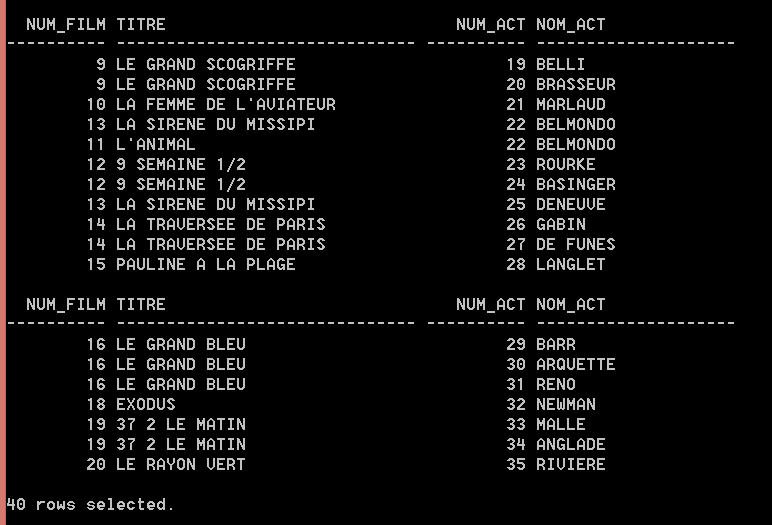 NUM_FILM TITRE NUM_ACT NOM_ACT
---------- ------------------------------ ---------- --------------------
9 LE GRAND SCOGRIFFE 19 BELLI
9 LE GRAND SCOGRIFFE 20 BRASSEUR
10 LA FEMME DE L'AVIATEUR 21 MARLAUD
13 LA SIRENE DU MISSIPI 22 BELMONDO
11 L'ANIMAL 22 BELMONDO
12 9 SEMAINE 1/2 23 ROURKE
12 9 SEMAINE 1/2 24 BASINGER
13 LA SIRENE DU MISSIPI 25 DENEUVE
14 LA TRAVERSEE DE PARIS 26 GABIN
14 LA TRAVERSEE DE PARIS 27 DE FUNES
15 PAULINE A LA PLAGE 28 LANGLET
NUM_FILM TITRE NUM_ACT NOM_ACT
---------- ------------------------------ ---------- --------------------
16 LE GRAND BLEU 29 BARR
16 LE GRAND BLEU 30 ARQUETTE
16 LE GRAND BLEU 31 RENO
18 EXODUS 32 NEWMAN
19 37 2 LE MATIN 33 MALLE
19 37 2 LE MATIN 34 ANGLADE
20 LE RAYON VERT 35 RIVIERE
40 rows selected.